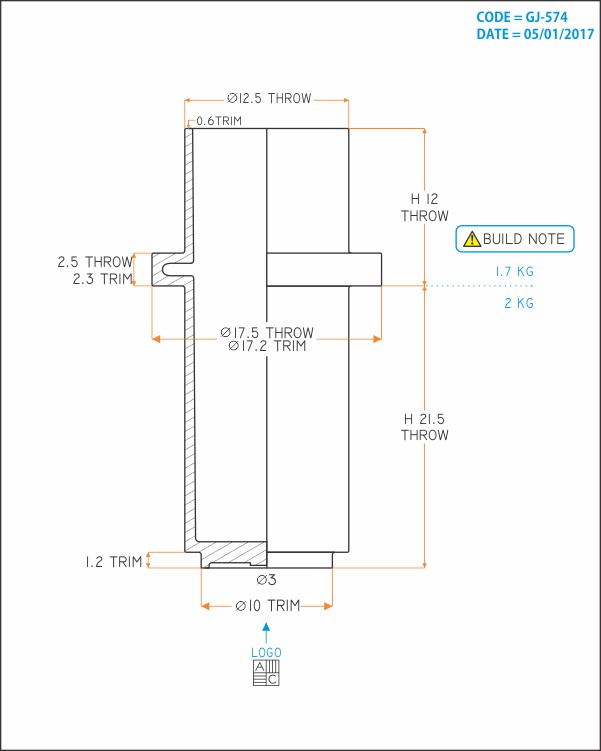 CODE = GJ-574
DATE = 05/01/2017
Ø12.5 THROW
0.6 TRIM
H 12
THROW
BUILD NOTE
2.5 THROW
2.3 TRIM
1.7 KG
2 KG
Ø17.5 THROW
Ø17.2 TRIM
H 21.5
THROW
1.2 TRIM
Ø3
Ø10 TRIM
LOGO
A
C